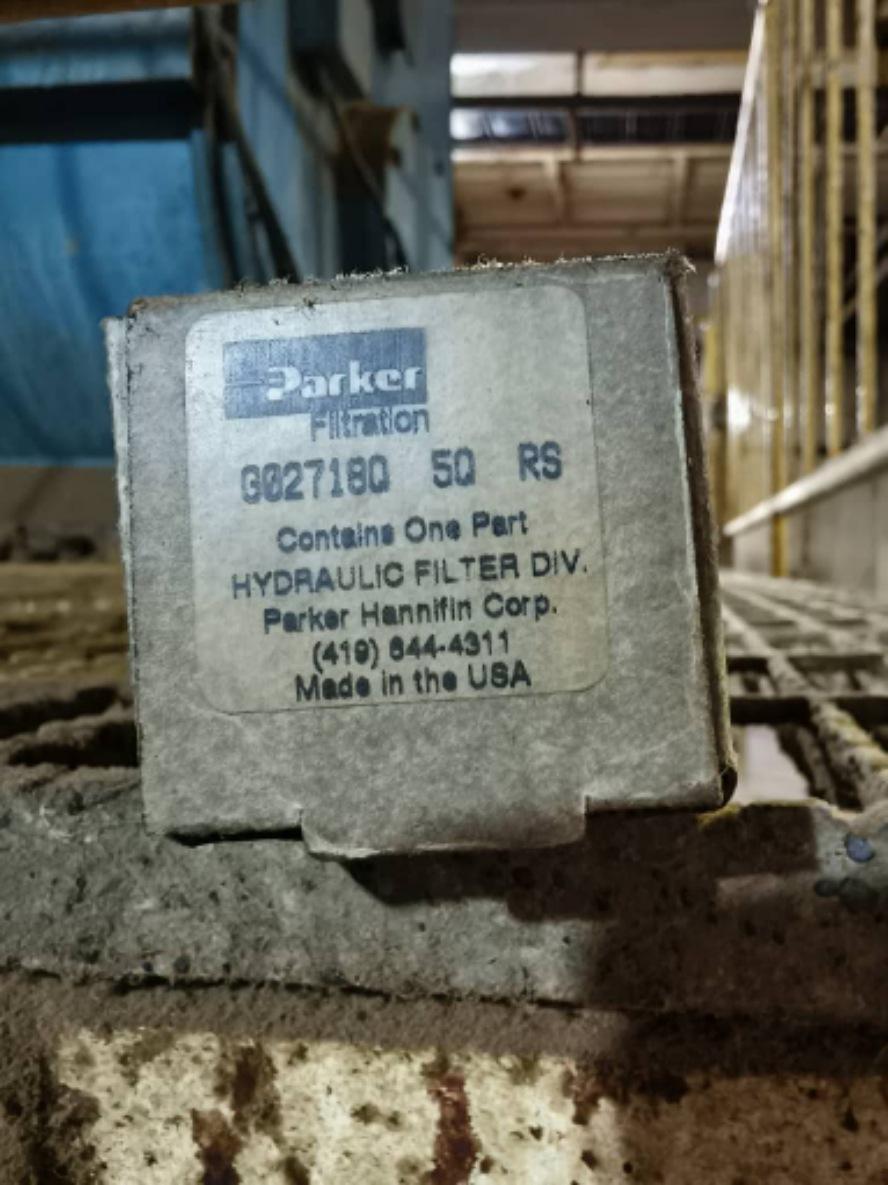 Parker
Filtration
G02718Q 5Q RS
Contains One Part
HYDRAULIC FILTER DIV.
Parker Hannifin Corp.
(419) 644-4311
Made in the USA